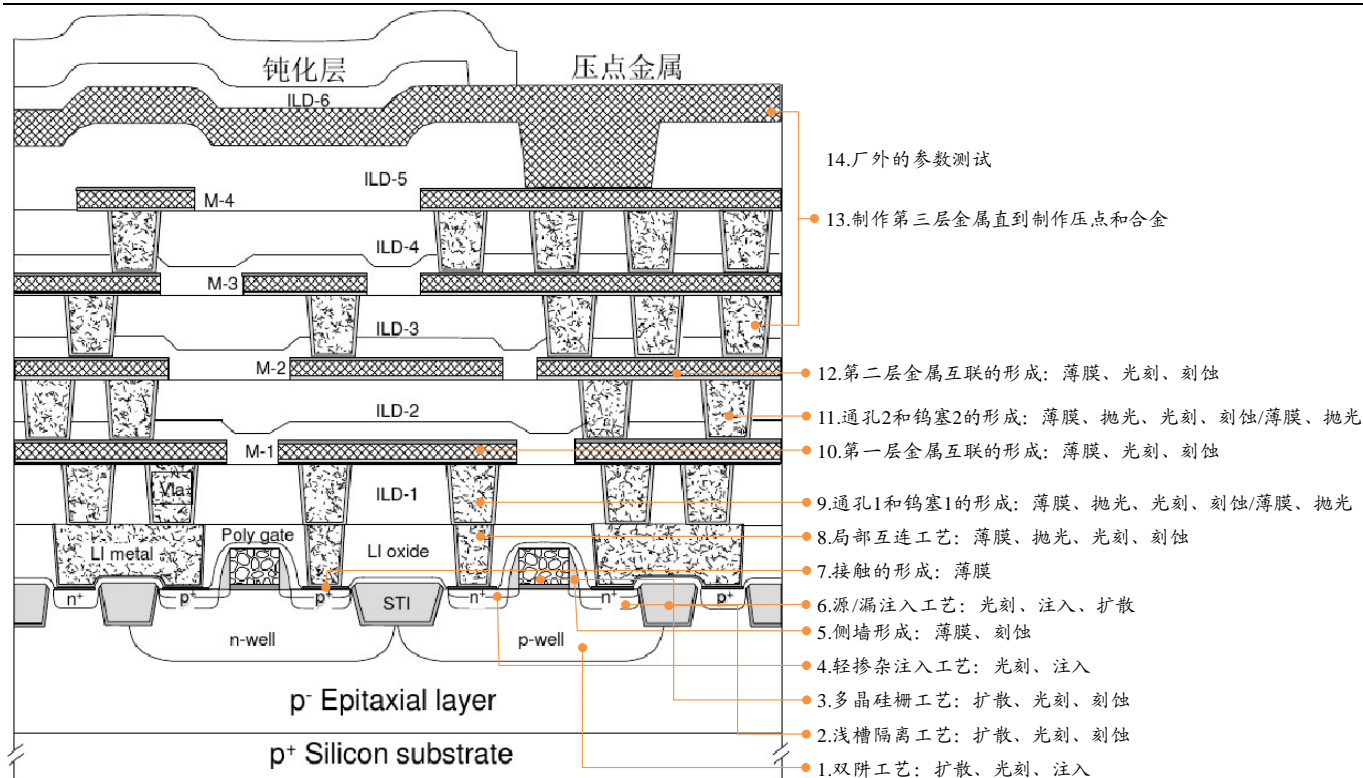 钝化层
压点金属
ILD-6
14.厂外的参数测试
ILD-5
M-4
13.制作第三层金属直到制作压点和合金
ILD-4
M-3
ILD-3
M-2
12.第二层金属互联的形成：薄膜、光刻、刻蚀
ILD-2
11.通孔2和钨塞2的形成：薄膜、抛光、光刻、刻蚀/薄膜、抛光
M-1
10.第一层金属互联的形成：薄膜、光刻、刻蚀
Via
ILD-1
9.通孔1和钨塞1的形成：薄膜、抛光、光刻、刻蚀/薄膜、抛光
LI metal
Poly gate
LI oxide
8.局部互连工艺：薄膜、抛光、光刻、刻蚀
7.接触的形成：薄膜
n+
p+
p+
STI
n+
n+
p+
6.源/漏注入工艺：光刻、注入、扩散
5.侧墙形成：薄膜、刻蚀
n-well
p-well
4.轻掺杂注入工艺：光刻、注入
p- Epitaxial layer
3.多晶硅栅工艺：扩散、光刻、刻蚀
2.浅槽隔离工艺：扩散、光刻、刻蚀
p+ Silicon substrate
1.双阱工艺：扩散、光刻、注入